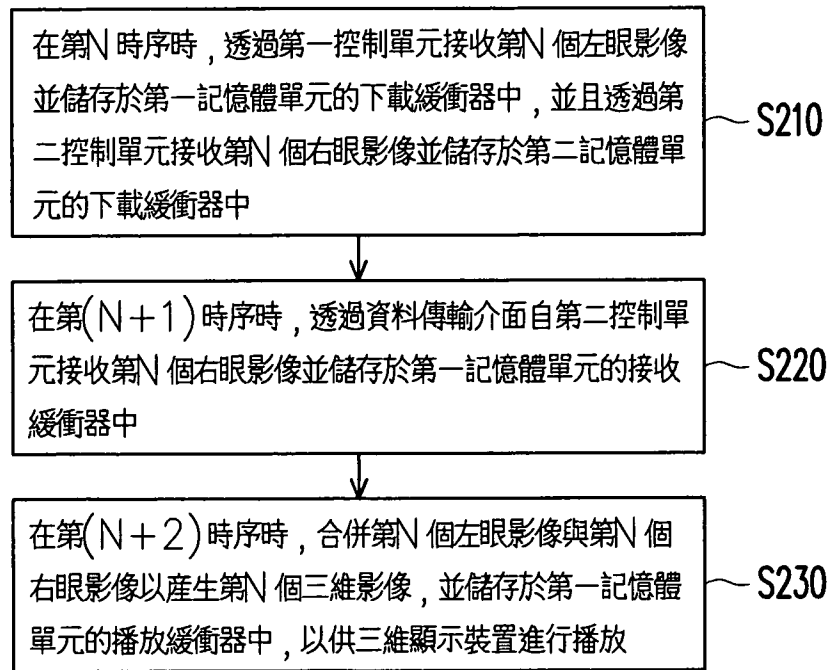 在第N時序時，透過第一控制單元接收第N個左眼影像
並儲存於第一記憶體單元的下載緩衝器中，並且透過第
二控制單元接收第N個右眼影像並儲存於第二記憶體單
元的下載緩衝器中
S210
在第(N+1)時序時，透過資料傳輸介面自第二控制單
元接收第N個右眼影像並儲存於第一記憶體單元的接收
緩衝器中
S220
在第(N+2)時序時，合併第N個左眼影像與第N個
右眼影像以產生第N個三維影像，並儲存於第一記憶體
單元的播放緩衝器中，以供三維顯示裝置進行播放
S230